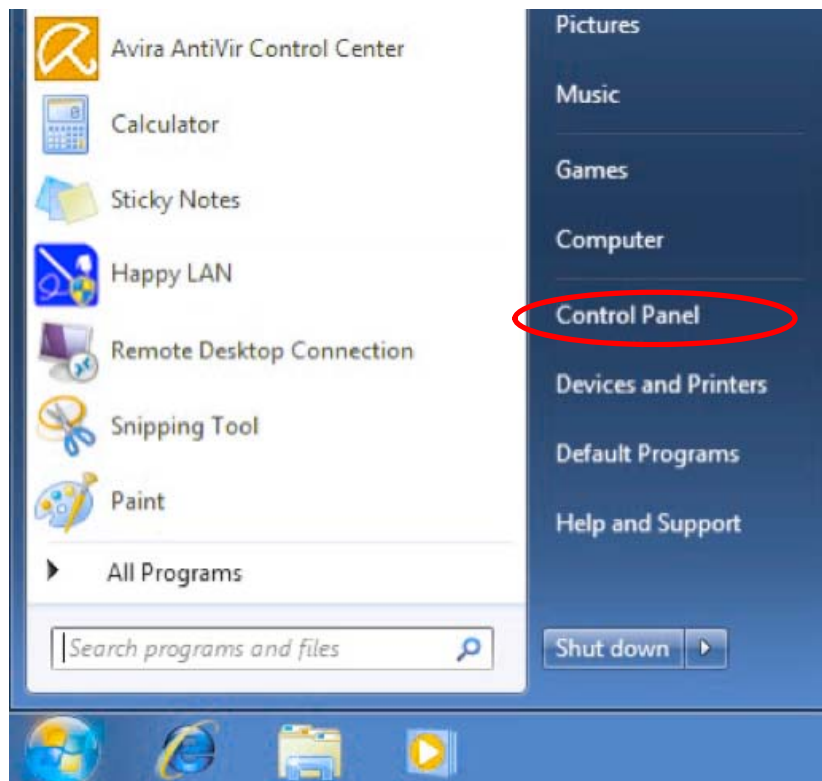 Avira AntiVir Control Center
Calculator
Sticky Notes
Happy LAN
Remote Desktop Connection
Snipping Tool
Paint
All Programs
Search programs and files
Pictures
Music
Games
Computer
Control Panel
Devices and Printers
Default Programs
Help and Support
Shut down